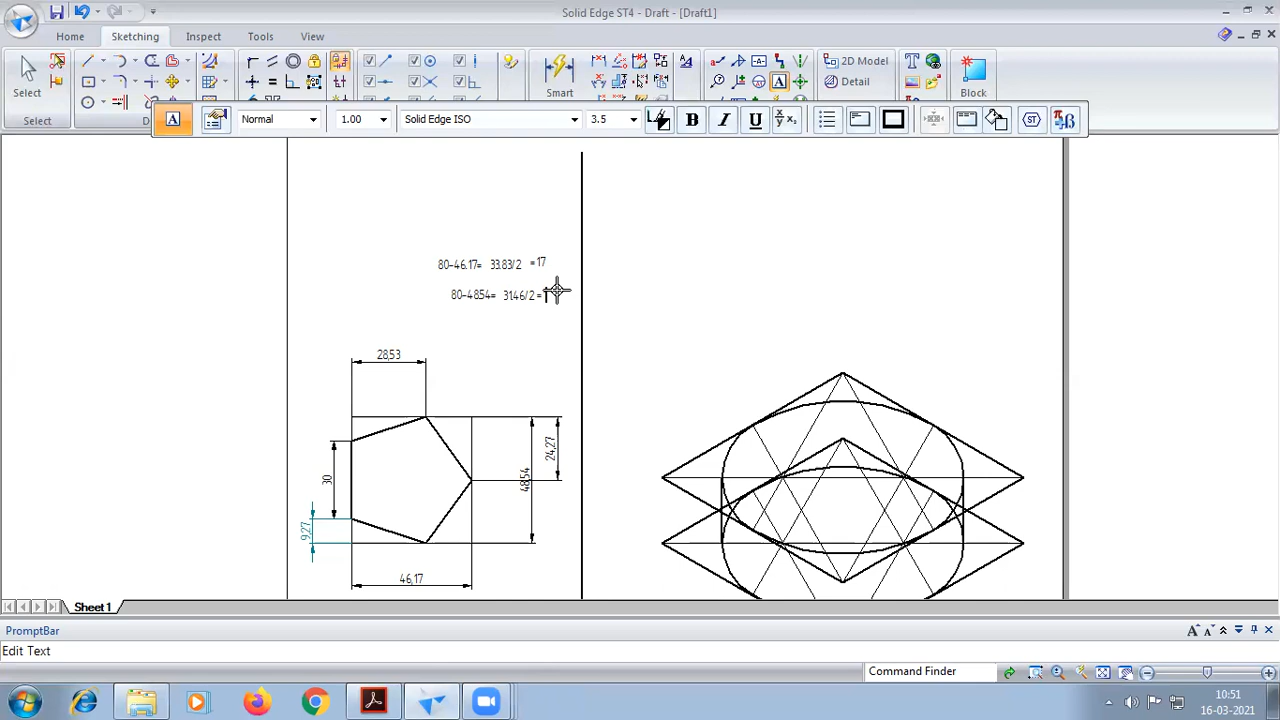 Solid Edge ST4 - Draft - [Draft1]
Home Sketching Inspect Tools View
Select
Smart
2D Model
Detail
Block
Select
Normal 1.00 Solid Edge ISO 3.5
80-46.17= 33.83/2 =17
80-48.54= 31.46/2 =
28,53
24,27
30
48,54
9,27
46,17
Sheet 1
PromptBar
Edit Text
Command Finder
10:51
16-03-2021